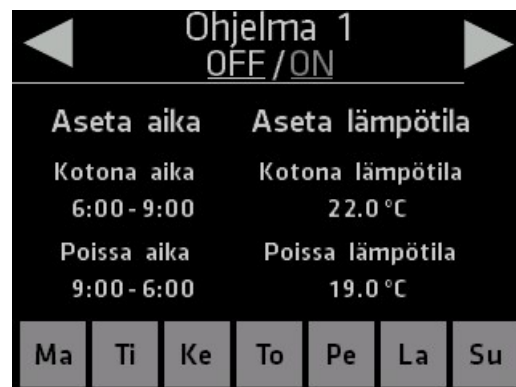 Ohjelma 1
OFF/ON
Aseta aika Aseta lämpötila
Kotona aika Kotona lämpötila
6:00-9:00 22.0°C
Poissa aika Poissa lämpötila
9:00-6:00 19.0°C
Ma Ti Ke To Pe La Su